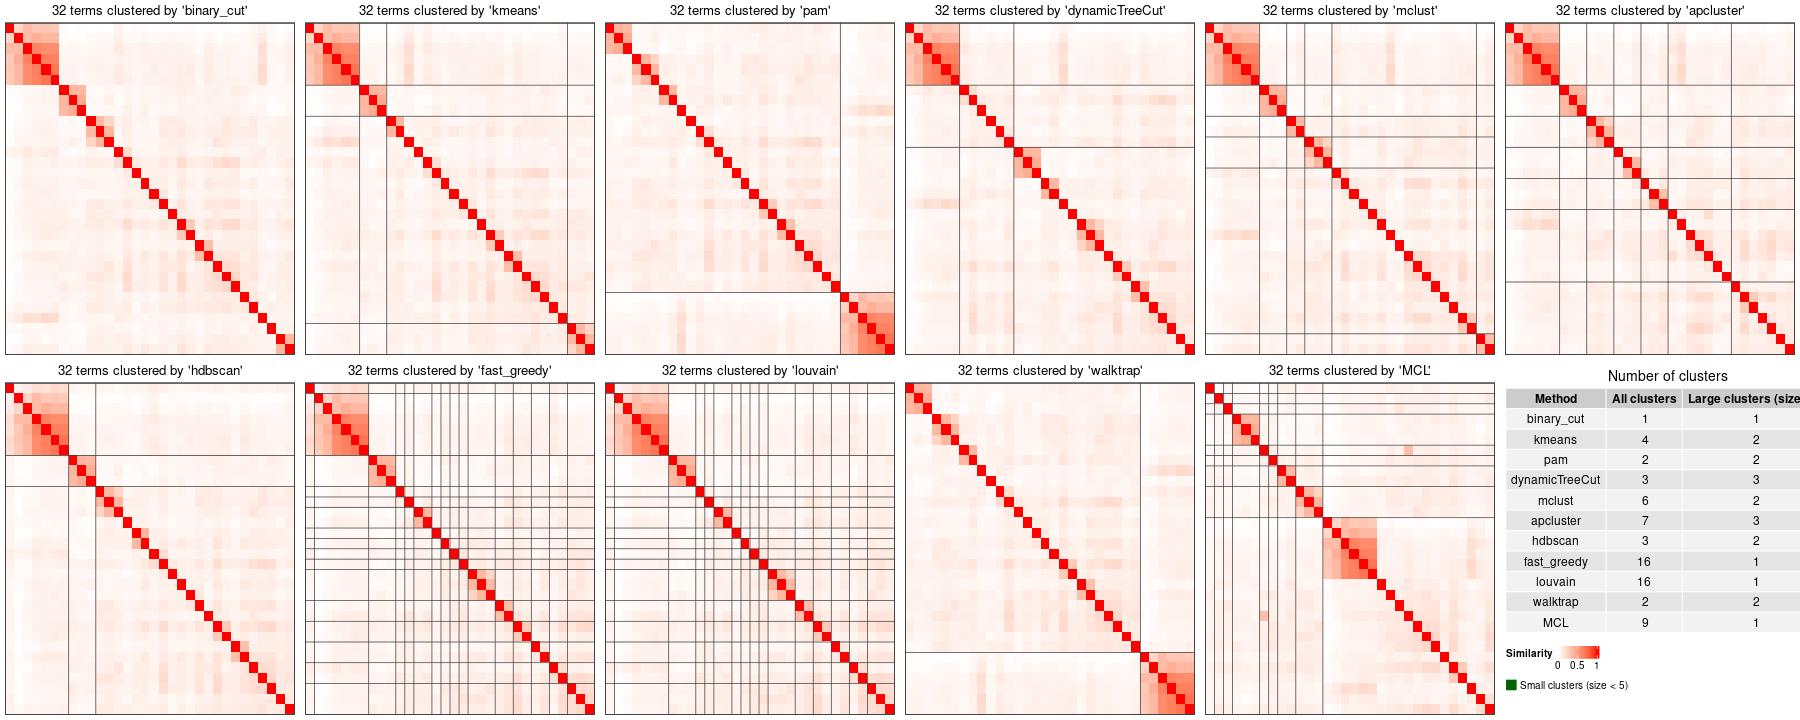 32 terms clustered by 'binary_cut'
32 terms clustered by 'kmeans'
32 terms clustered by 'pam'
32 terms clustered by 'dynamicTreeCut'
32 terms clustered by 'mclust'
32 terms clustered by 'apcluster'
32 terms clustered by 'hdbscan'
32 terms clustered by 'fast_greedy'
32 terms clustered by 'louvain'
32 terms clustered by 'walktrap'
32 terms clustered by 'MCL'
Number of clusters
Method All clusters Large clusters (size
binary_cut 1 1
kmeans 4 2
pam 2 2
dynamicTreeCut 3 3
mclust 6 2
apcluster 7 3
hdbscan 3 2
fast_greedy 16 1
louvain 16 1
walktrap 2 2
MCL 9 1
Similarity
0 0.5 1
Small clusters (size < 5)